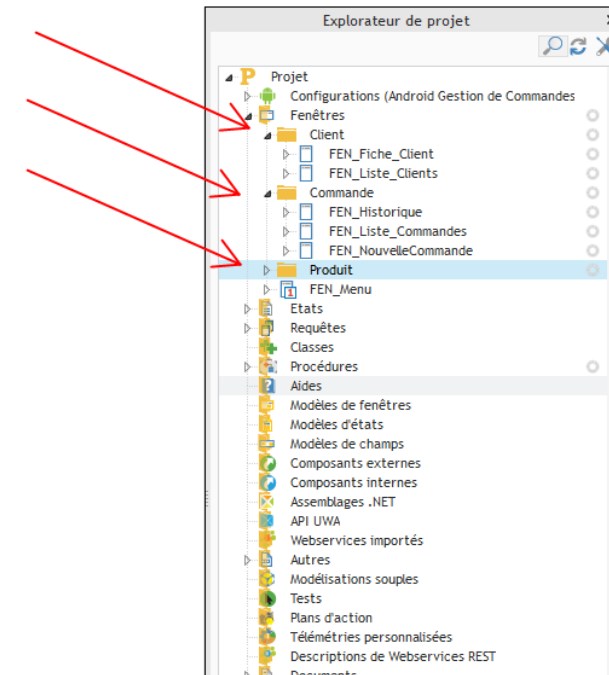 Explorateur de projet
Projet
Configurations (Android Gestion de Commandes
Fenêtres
Client
FEN_Fiche_Client
FEN_Liste_Clients
Commande
FEN_Historique
FEN_Liste_Commandes
FEN_NouvelleCommande
Produit
FEN_Menu
Etats
Requêtes
Classes
Procédures
Aides
Modèles de fenêtres
Modèles d'états
Modèles de champs
Composants externes
Composants internes
Assemblages .NET
API UWA
Webservices importés
Autres
Modélisations souples
Tests
Plans d'action
Télémétries personnalisées
Descriptions de Webservices REST
Documents